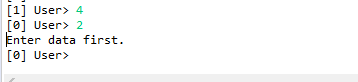 [1] User> 4
[0] User> 2
Enter data first.
[0] User>